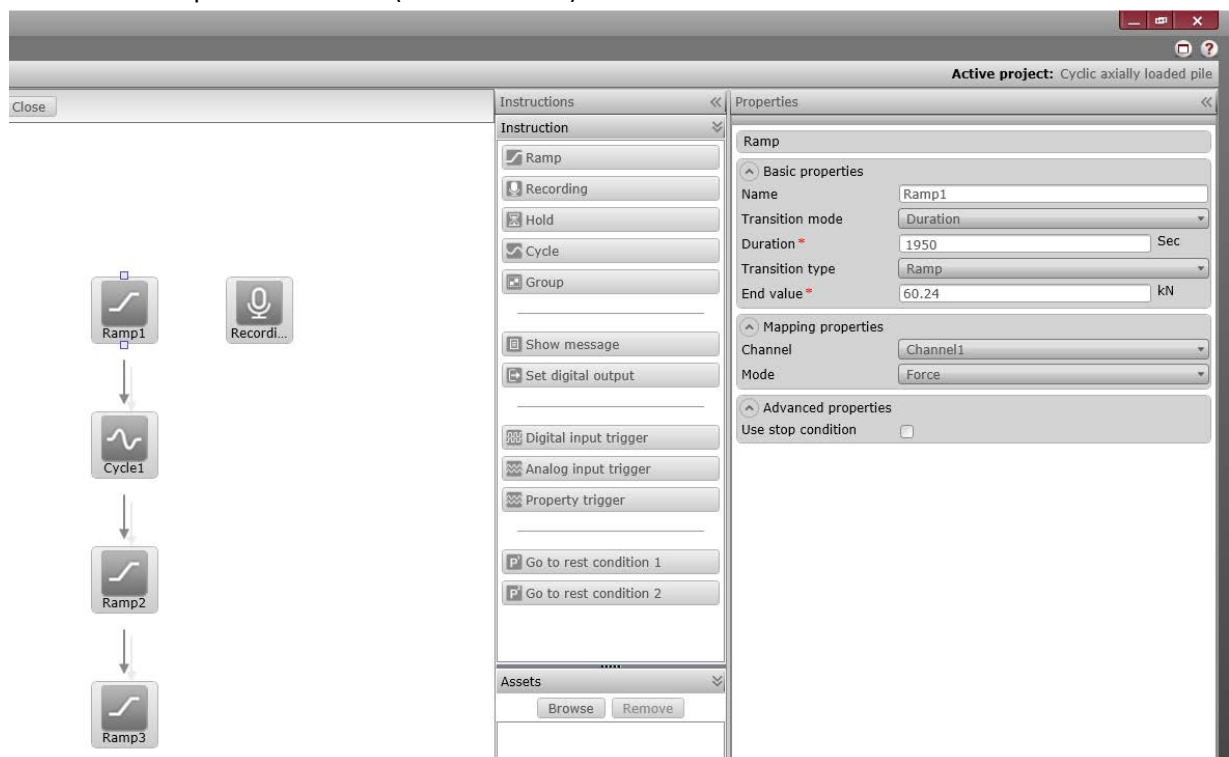 Active project: Cyclic axially loaded pile
Close
Ramp1
Recordi...
Cycle1
Ramp2
Ramp3
Instructions
Instruction
Ramp
Recording
Hold
Cycle
Group
Show message
Set digital output
Digital input trigger
Analog input trigger
Property trigger
Go to rest condition 1
Go to rest condition 2
Assets
Browse Remove
Properties
Ramp
Basic properties
Name Ramp1
Transition mode Duration
Duration * 1950 Sec
Transition type Ramp
End value * 60.24 kN
Mapping properties
Channel Channel1
Mode Force
Advanced properties
Use stop condition